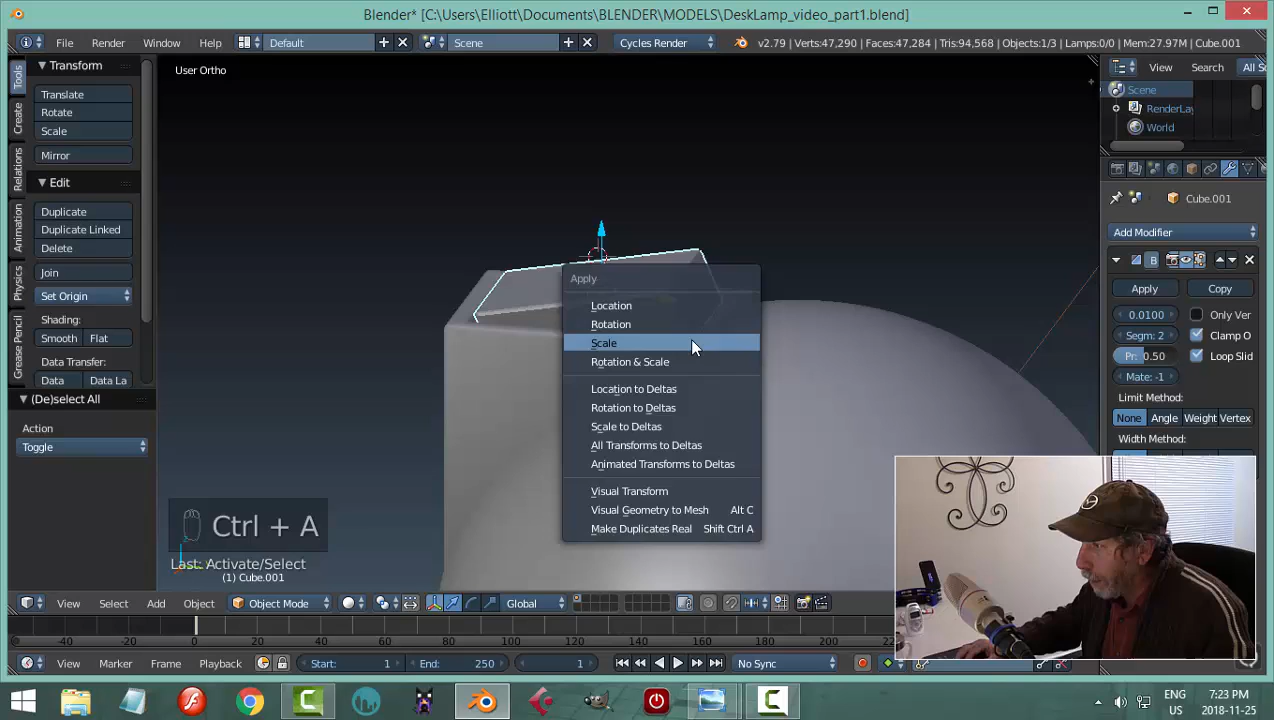 Blender* [C:\Users\Elliott\Documents\BLENDER\MODELS\DeskLamp_video_part1.blend]
File Render Window Help Default Scene Cycles Render v2.79 | Verts:47,290 | Faces:47,284 | Tris:94,568 | Objects:1/3 | Lamps:0/0 | Mem:27.97M | Cube.001
Tools
Create
Relations
Animation
Physics
Grease Pencil
Transform
Translate
Rotate
Scale
Mirror
Edit
Duplicate
Duplicate Linked
Delete
Join
Set Origin
Shading:
Smooth Flat
Data Transfer:
Data Data La
(De)select All
Action
Toggle
User Ortho
Apply
Location
Rotation
Scale
Rotation & Scale
Location to Deltas
Rotation to Deltas
Scale to Deltas
All Transforms to Deltas
Animated Transforms to Deltas
Visual Transform
Visual Geometry to Mesh Alt C
Make Duplicates Real Shift Ctrl A
Ctrl + A
Last: Activate/Select
(1) Cube.001
View Search All S
Scene
RenderLay
World
Cube.001
Add Modifier
B
Apply Copy
0.0100 Only Ver
Segm: 2 Clamp O
Pr: 0.50 Loop Slid
Mate: -1
Limit Method:
None Angle Weight Vertex
Width Method:
View Select Add Object Object Mode Global
-40 -20 0 20 40 60 80 100 120 140 160 180 200
View Marker Frame Playback Start: 1 End: 250 1 No Sync
ENG 7:23 PM
US 2018-11-25